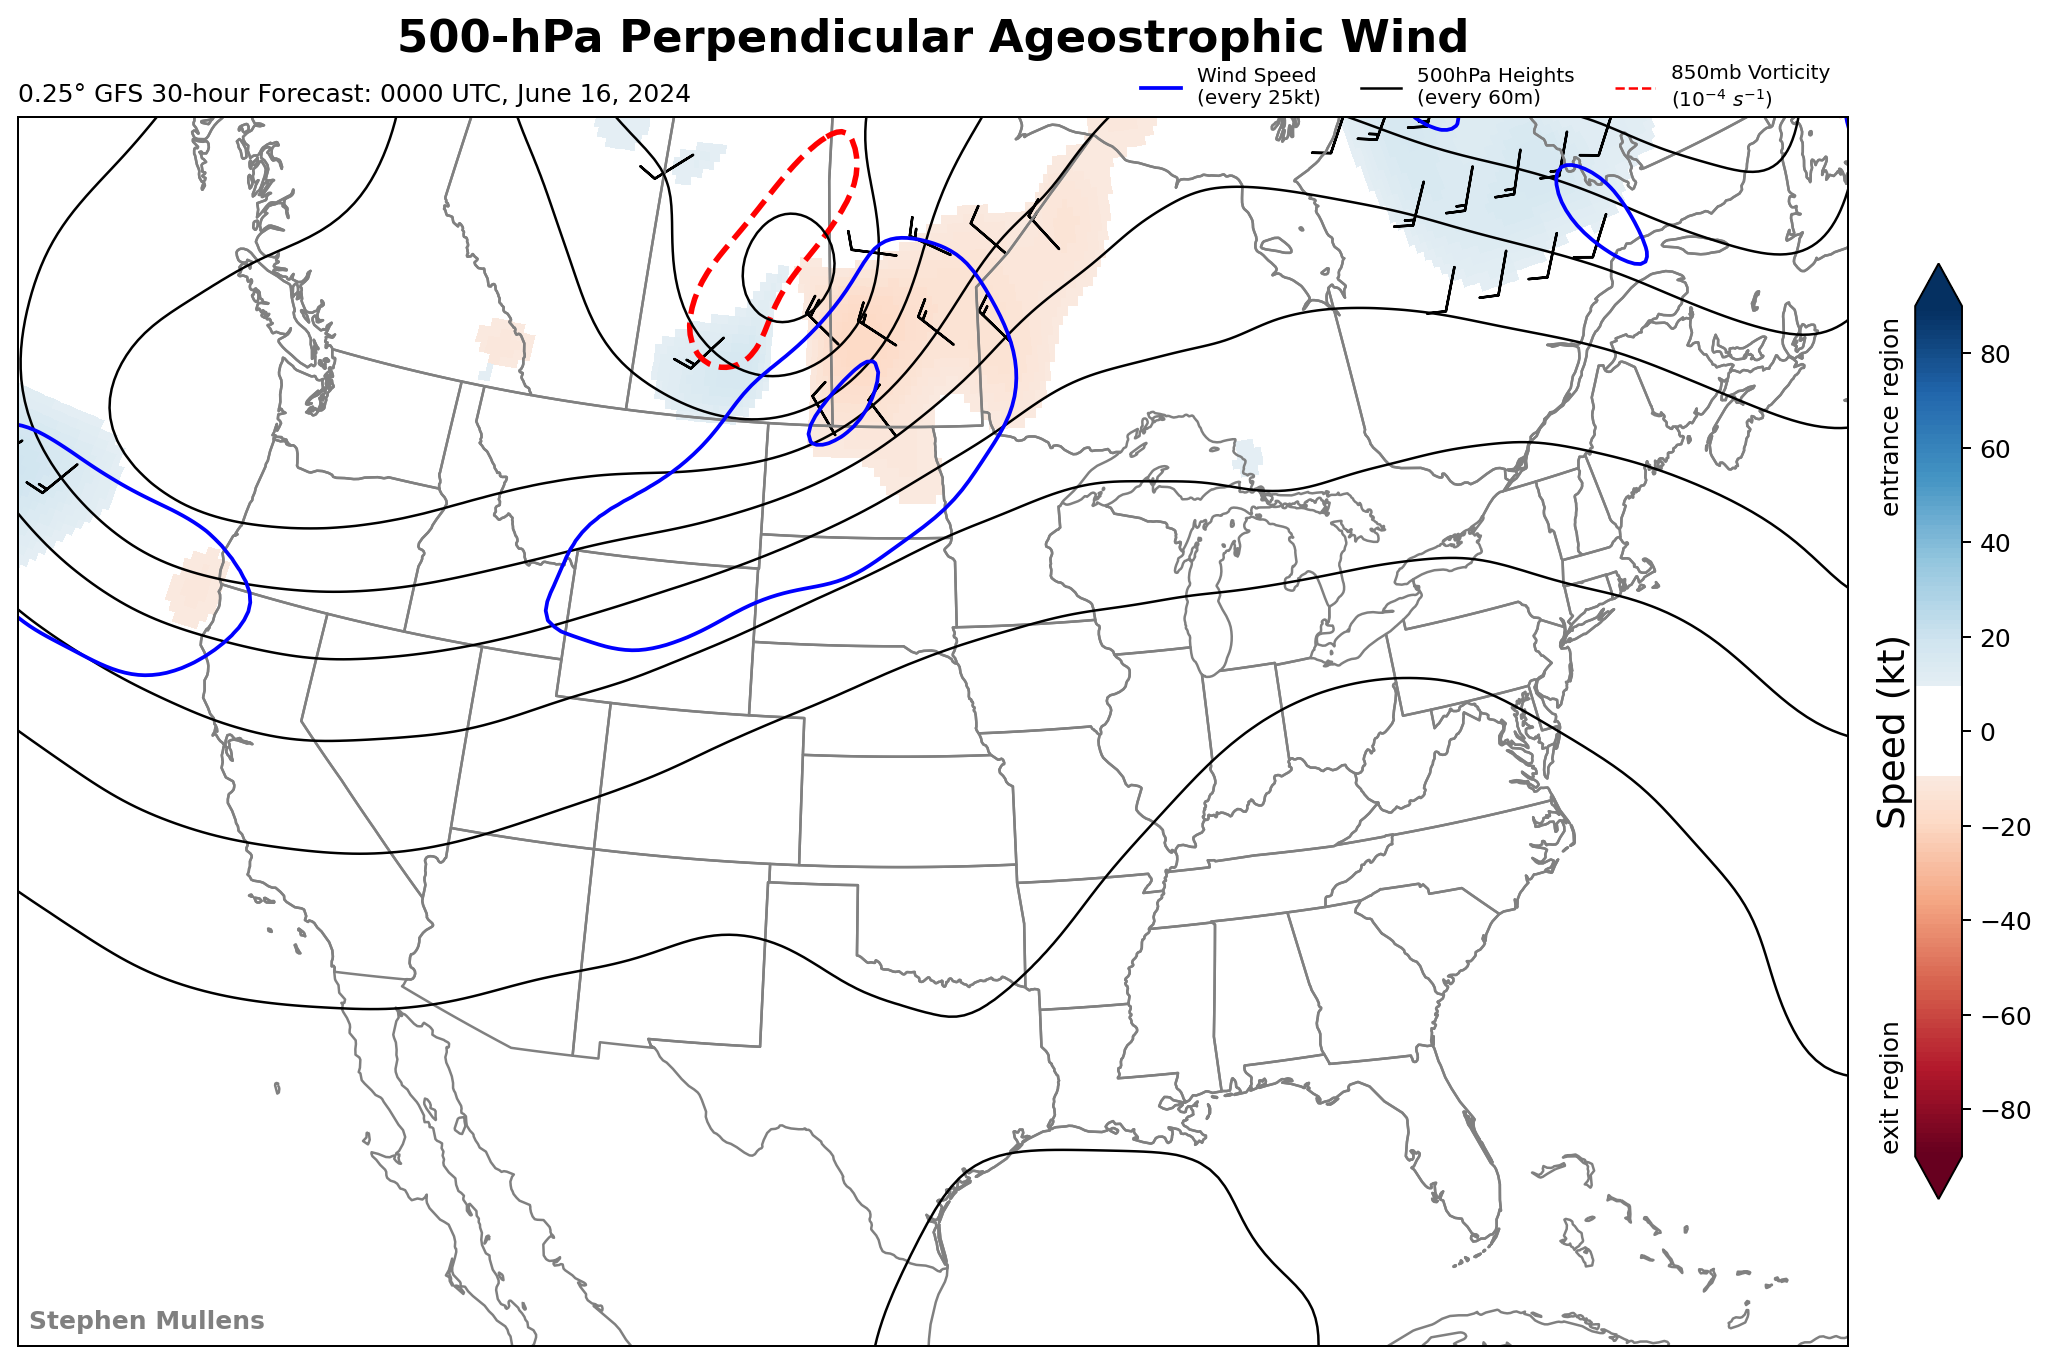 500-hPa Perpendicular Ageostrophic Wind
0.25° GFS 30-hour Forecast: 0000 UTC, June 16, 2024
Wind Speed
(every 25kt)
500hPa Heights
(every 60m)
850mb Vorticity
(10⁻⁴ s⁻¹)
entrance region
Speed (kt)
exit region
80
60
40
20
0
−20
−40
−60
−80
Stephen Mullens